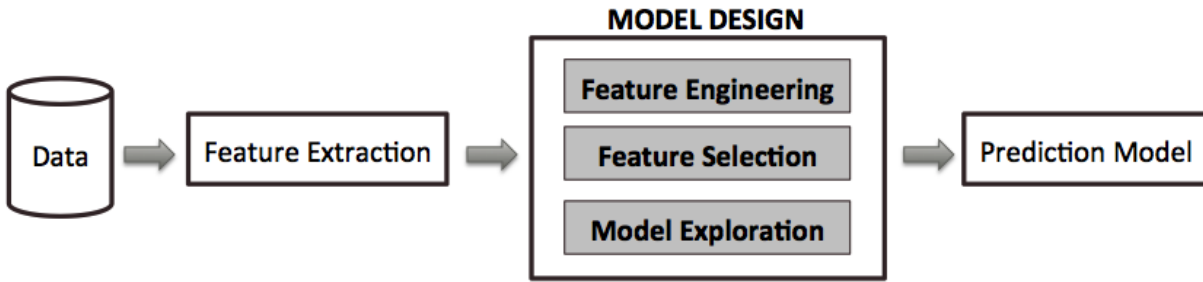 MODEL DESIGN
Data
Feature Extraction
Feature Engineering
Feature Selection
Model Exploration
Prediction Model